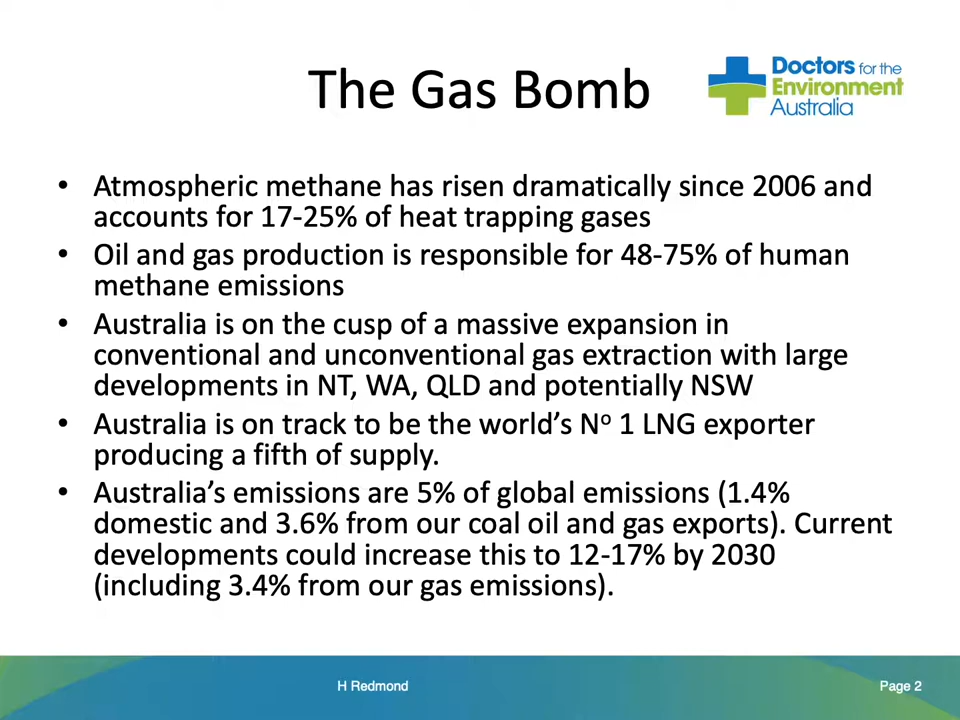 The Gas Bomb
Doctors for the
Environment
Australia
• Atmospheric methane has risen dramatically since 2006 and
accounts for 17-25% of heat trapping gases
• Oil and gas production is responsible for 48-75% of human
methane emissions
• Australia is on the cusp of a massive expansion in
conventional and unconventional gas extraction with large
developments in NT, WA, QLD and potentially NSW
• Australia is on track to be the world’s Nº 1 LNG exporter
producing a fifth of supply.
• Australia’s emissions are 5% of global emissions (1.4%
domestic and 3.6% from our coal oil and gas exports). Current
developments could increase this to 12-17% by 2030
(including 3.4% from our gas emissions).
H Redmond
Page 2